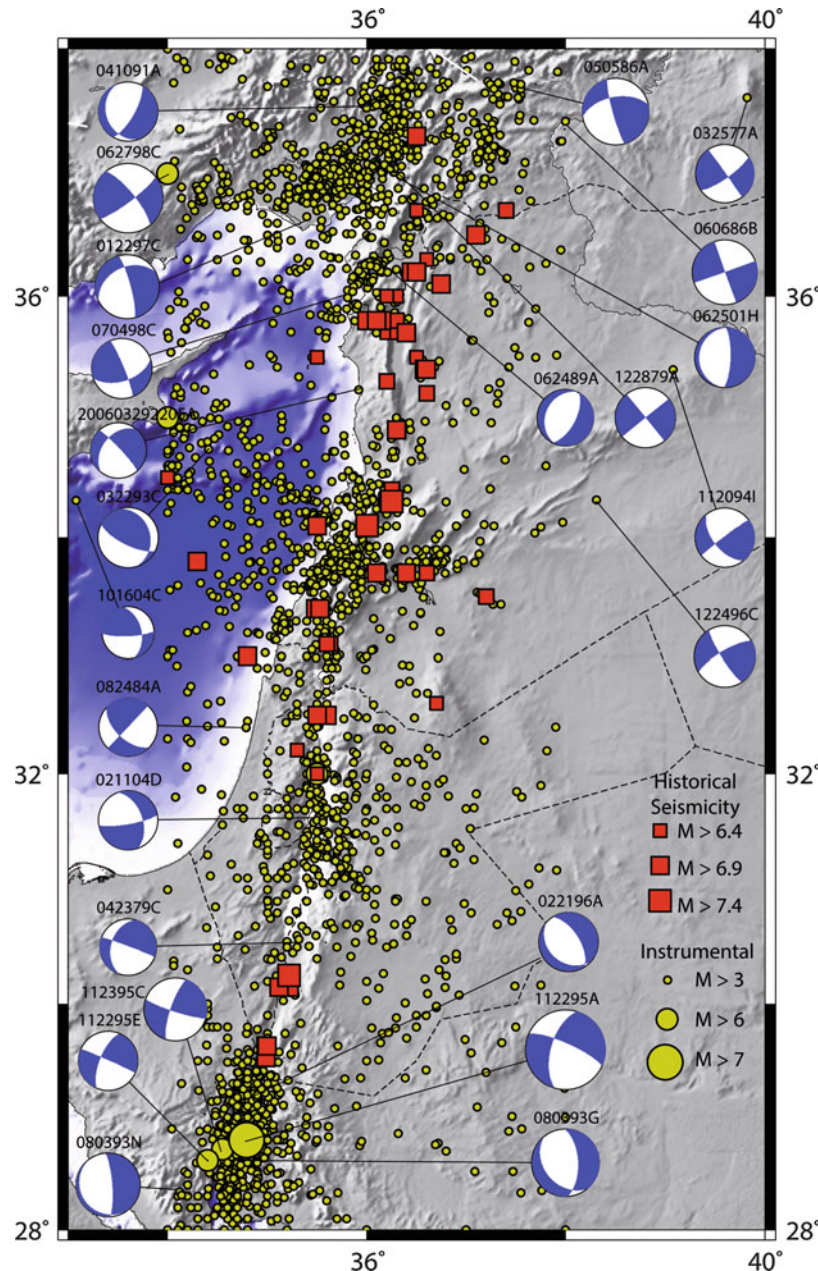 36˚ 40˚
041091A
050586A
032577A
062798C
060686B
012297C
36˚ 36˚
062501H
070498C
062489A
122879A
200603292205A
032293C
112094I
101604C
122496C
082484A
32˚ 32˚
021104D
Historical
Seismicity
M > 6.4
M > 6.9
M > 7.4
042379C
022196A
Instrumental
M > 3
M > 6
M > 7
112395C
112295E
112295A
080393N
080393G
28˚ 28˚
36˚ 40˚